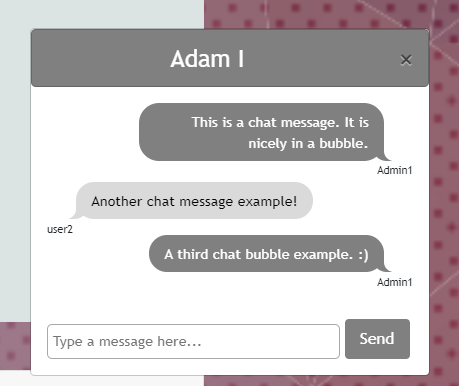 Adam I
×
This is a chat message. It is
nicely in a bubble.
Admin1
Another chat message example!
user2
A third chat bubble example. :)
Admin1
Type a message here...
Send